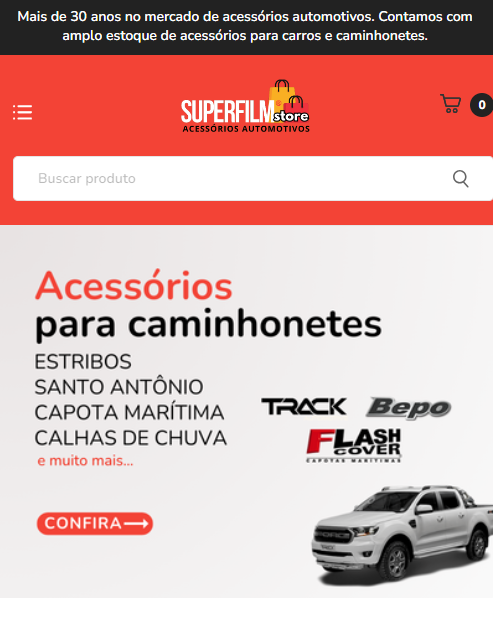 Mais de 30 anos no mercado de acessórios automotivos. Contamos com
amplo estoque de acessórios para carros e caminhonetes.
SUPERFILM
store
ACESSÓRIOS AUTOMOTIVOS
0
Buscar produto
Acessórios
para caminhonetes
ESTRIBOS
SANTO ANTÔNIO
CAPOTA MARÍTIMA
CALHAS DE CHUVA
e muito mais...
TRACK Bepo
FLASH
COVER
CAPOTAS MARÍTIMAS
CONFIRA